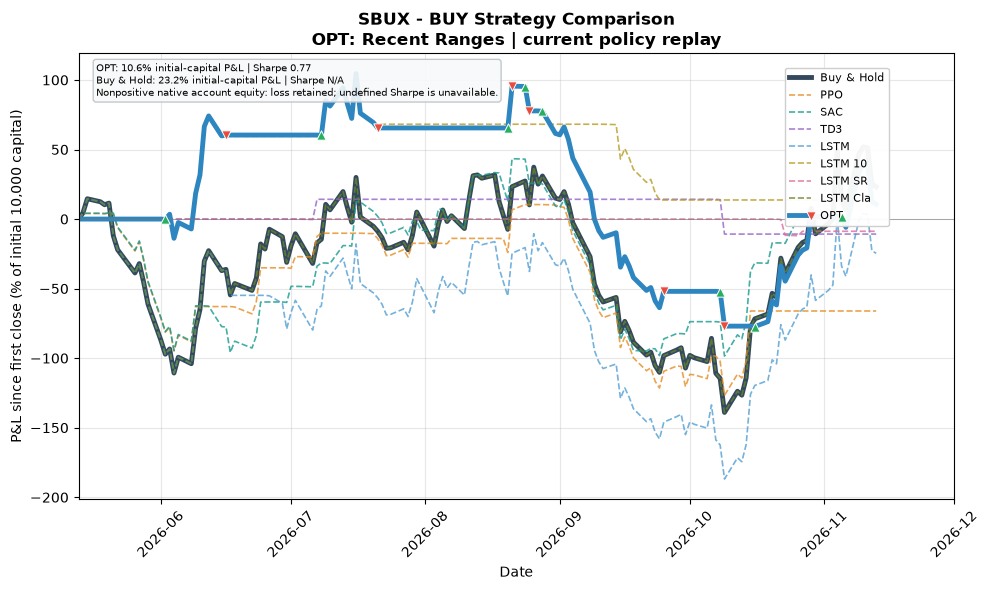 SBUX - BUY Strategy Comparison
OPT: Recent Ranges | current policy replay
OPT: 10.6% initial-capital P&L | Sharpe 0.77
Buy & Hold: 23.2% initial-capital P&L | Sharpe N/A
Nonpositive native account equity: loss retained; undefined Sharpe is unavailable.
Buy & Hold
PPO
SAC
TD3
LSTM
LSTM 10
LSTM SR
LSTM Cla
OPT
P&L since first close (% of initial 10,000 capital)
100
50
0
−50
−100
−150
−200
2026-06
2026-07
2026-08
2026-09
2026-10
2026-11
2026-12
Date